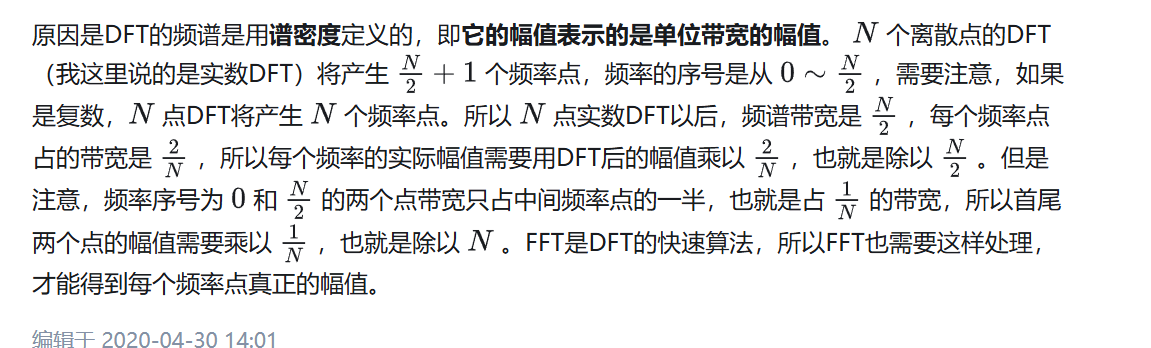 原因是DFT的频谱是用谱密度定义的，即它的幅值表示的是单位带宽的幅值。 N 个离散点的DFT
（我这里说的是实数DFT）将产生 N/2 + 1 个频率点，频率的序号是从 0 ∼ N/2 ，需要注意，如果
是复数，N 点DFT将产生 N 个频率点。所以 N 点实数DFT以后，频谱带宽是 N/2 ，每个频率点
占的带宽是 2/N ，所以每个频率的实际幅值需要用DFT后的幅值乘以 2/N ，也就是除以 N/2 。但是
注意，频率序号为 0 和 N/2 的两个点带宽只占中间频率点的一半，也就是占 1/N 的带宽，所以首尾
两个点的幅值需要乘以 1/N ，也就是除以 N 。FFT是DFT的快速算法，所以FFT也需要这样处理，
才能得到每个频率点真正的幅值。
编辑于 2020-04-30 14:01